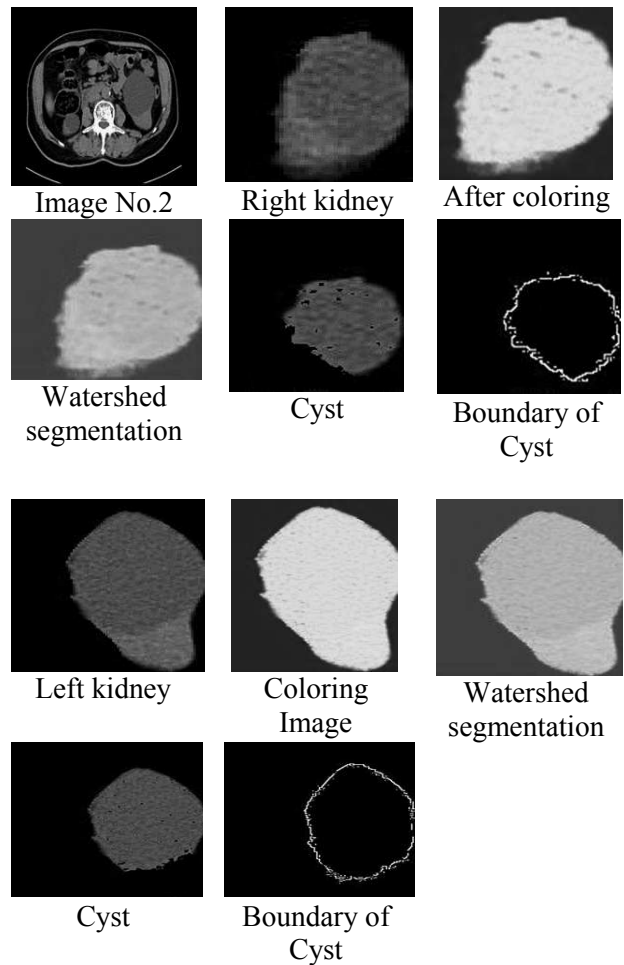 Image No.2
Right kidney
After coloring
Watershed
segmentation
Cyst
Boundary of
Cyst
Left kidney
Coloring
Image
Watershed
segmentation
Cyst
Boundary of
Cyst